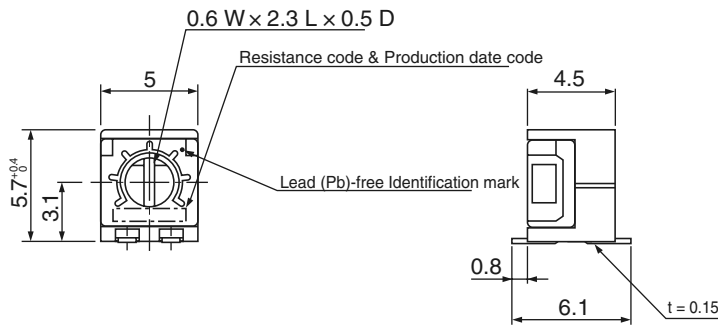 0.6 W × 2.3 L × 0.5 D
Resistance code & Production date code
5
4.5
5.7 +0.4 0
3.1
Lead (Pb)-free Identification mark
0.8
6.1
t = 0.15